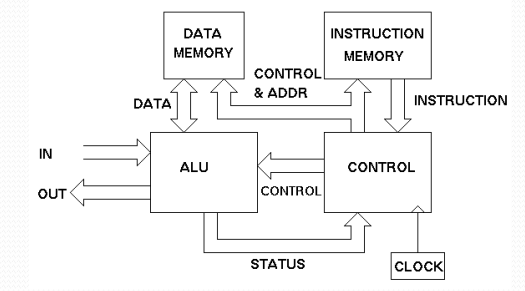 DATA
MEMORY
INSTRUCTION
MEMORY
CONTROL
& ADDR
DATA
INSTRUCTION
IN
ALU
CONTROL
OUT
CONTROL
STATUS
CLOCK